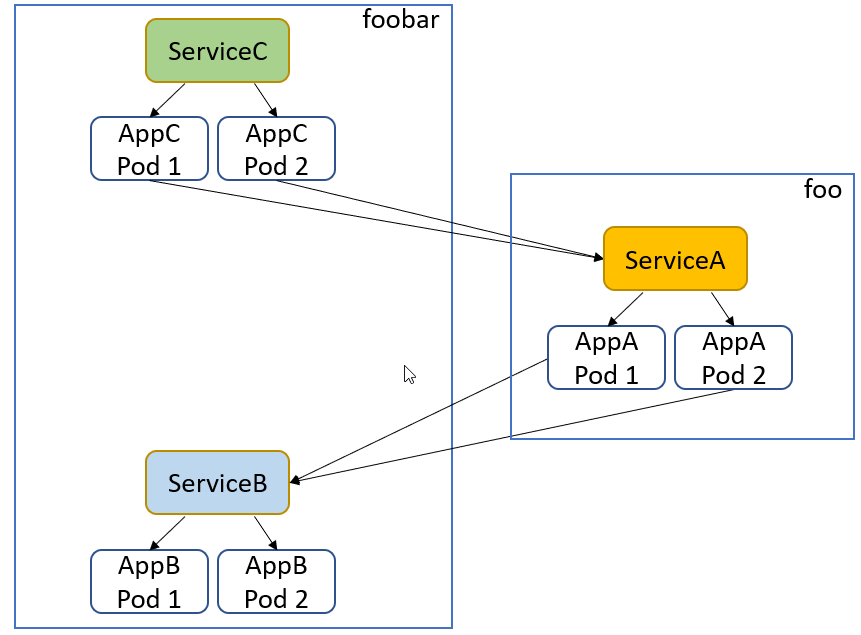 foobar
ServiceC
AppC
Pod 1
AppC
Pod 2
foo
ServiceA
AppA
Pod 1
AppA
Pod 2
ServiceB
AppB
Pod 1
AppB
Pod 2